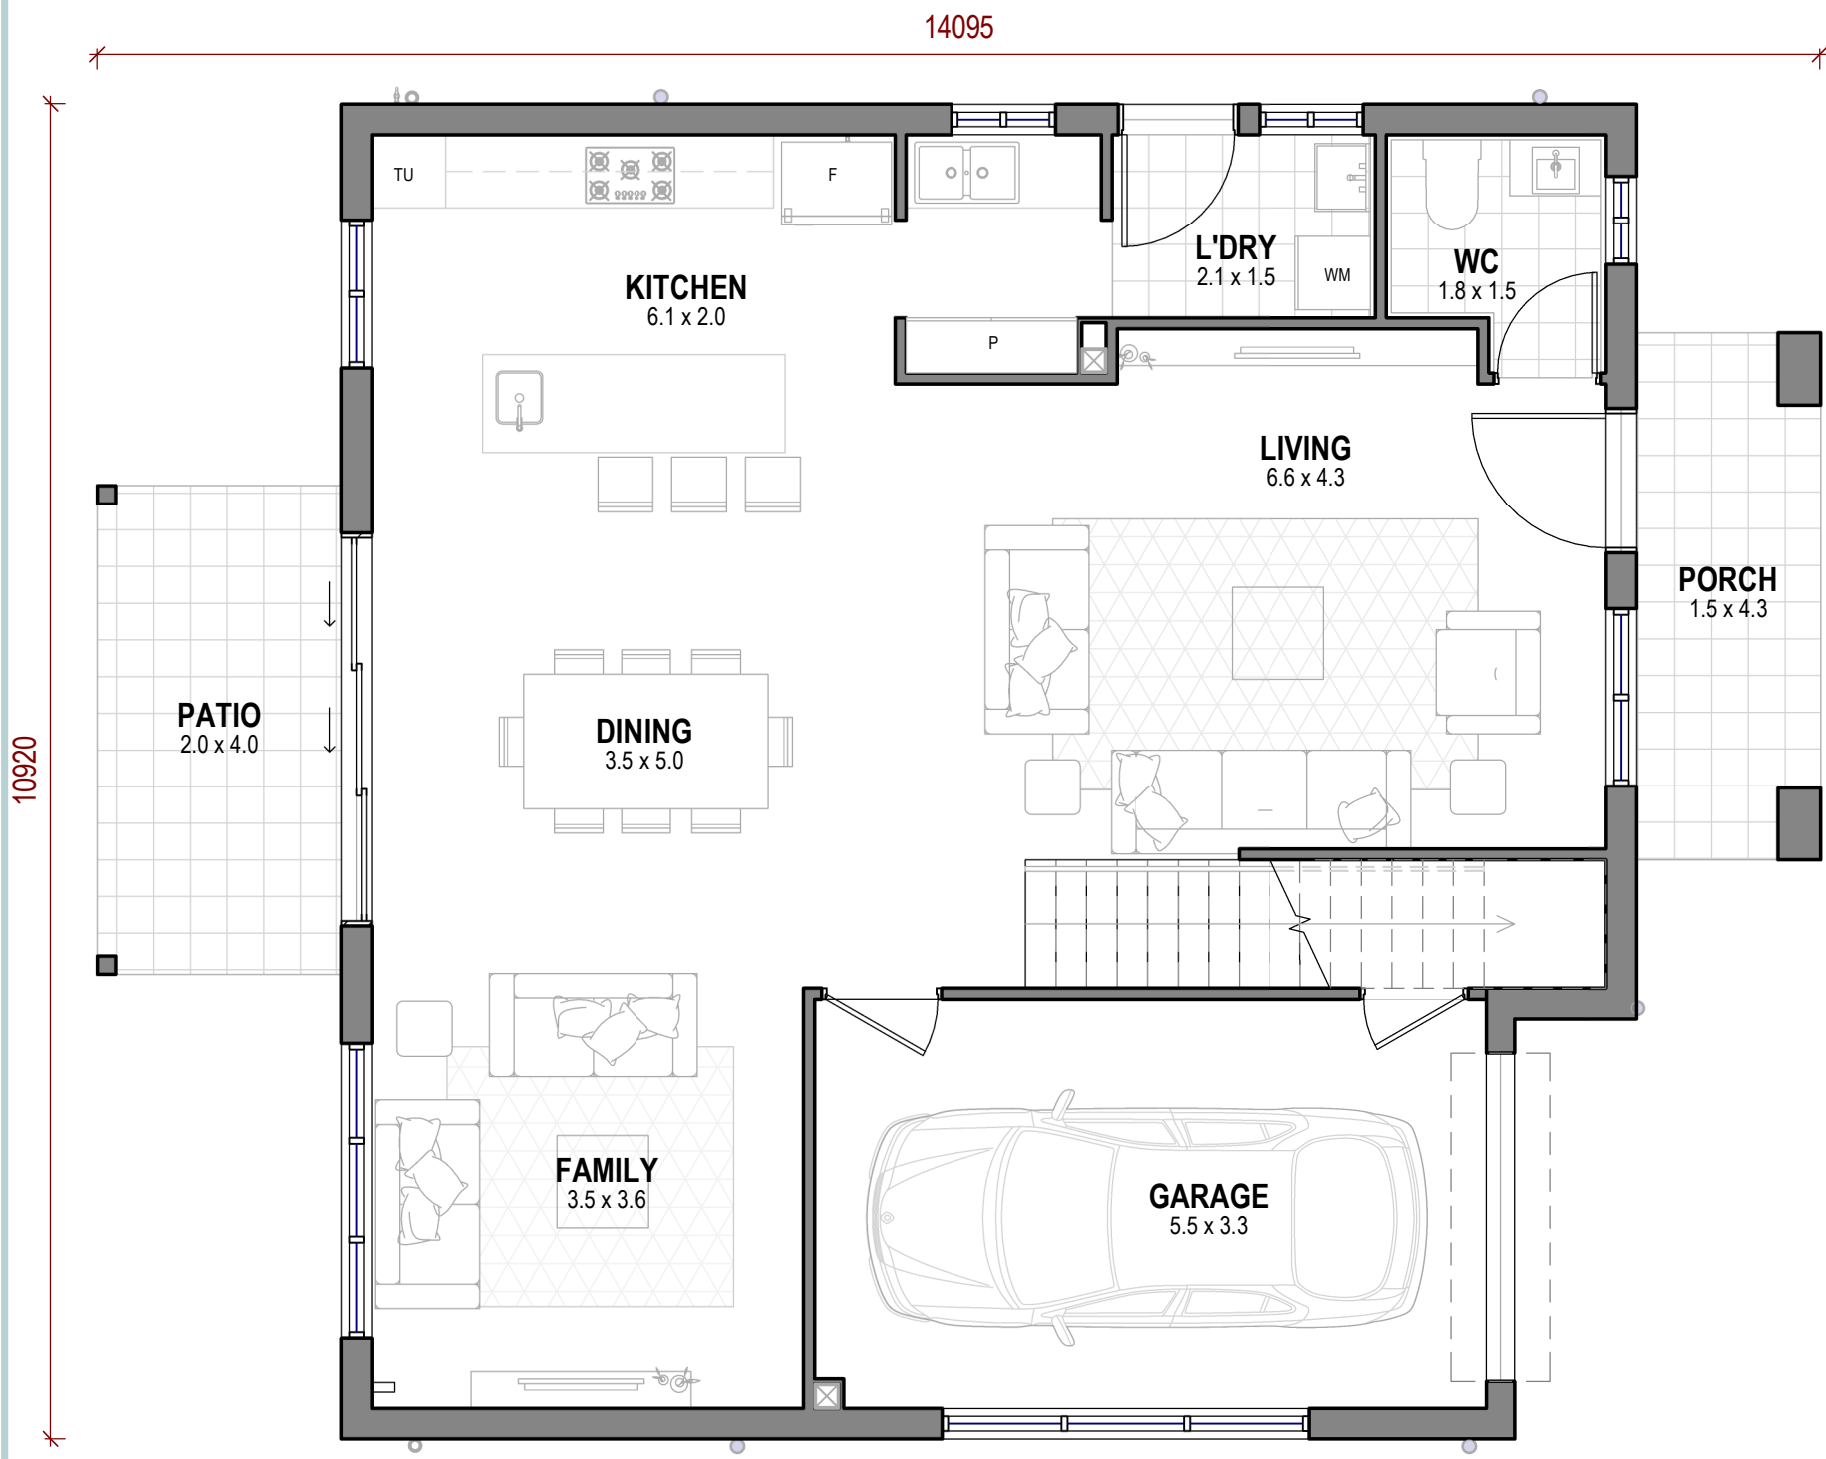 14095
10920
TU
F
KITCHEN
6.1 x 2.0
L'DRY
2.1 x 1.5
WM
WC
1.8 x 1.5
P
LIVING
6.6 x 4.3
PORCH
1.5 x 4.3
PATIO
2.0 x 4.0
DINING
3.5 x 5.0
FAMILY
3.5 x 3.6
GARAGE
5.5 x 3.3